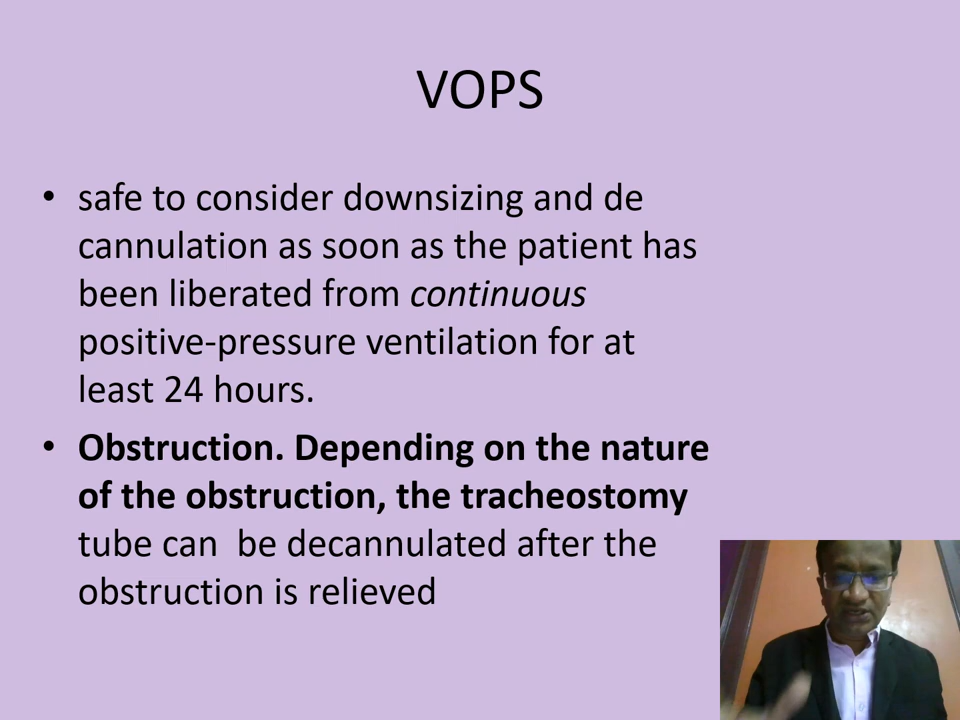 VOPS
• safe to consider downsizing and de
cannulation as soon as the patient has
been liberated from continuous
positive-pressure ventilation for at
least 24 hours.
• Obstruction. Depending on the nature
of the obstruction, the tracheostomy
tube can  be decannulated after the
obstruction is relieved